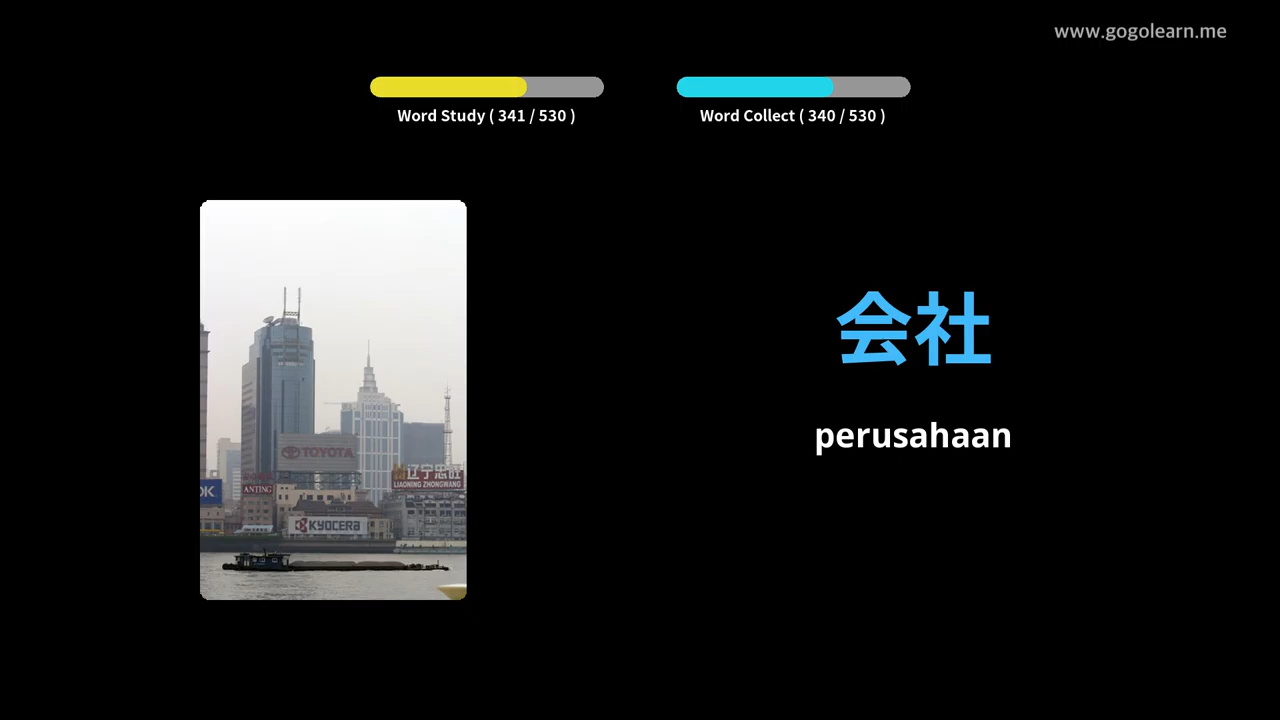 www.gogolearn.me
Word Study ( 341 / 530 )
Word Collect ( 340 / 530 )
会社
perusahaan
TOYOTA
ANTING
辽宁忠旺
LIAONING ZHONGWANG
OK
KYOCERA